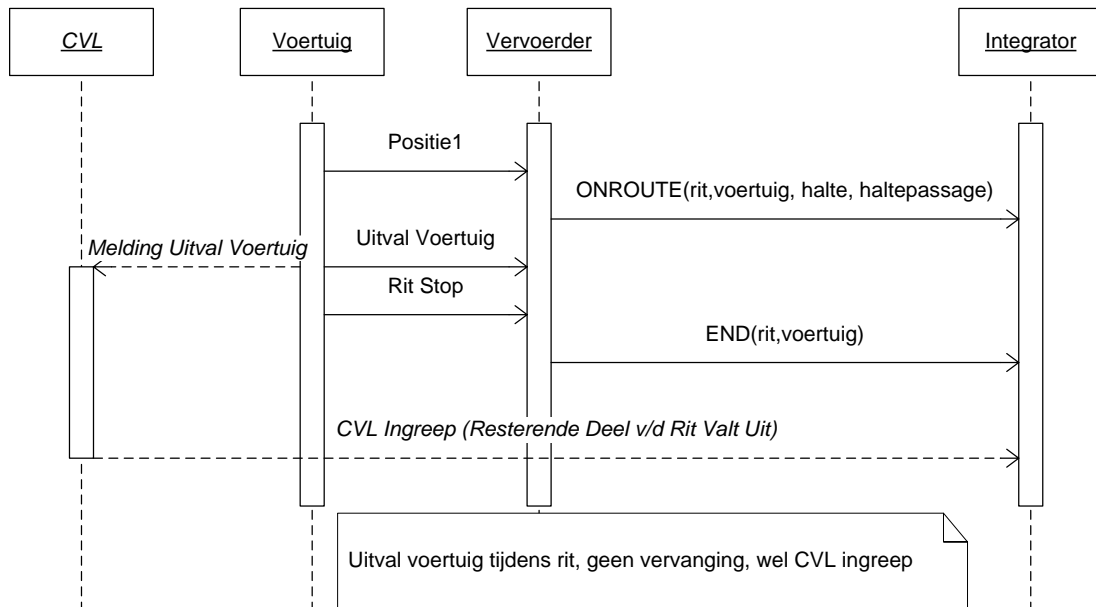 CVL
Voertuig
Vervoerder
Integrator
Positie1
ONROUTE(rit,voertuig, halte, haltepassage)
Uitval Voertuig
Melding Uitval Voertuig
Rit Stop
END(rit,voertuig)
CVL Ingreep (Resterende Deel v/d Rit Valt Uit)
Uitval voertuig tijdens rit, geen vervanging, wel CVL ingreep